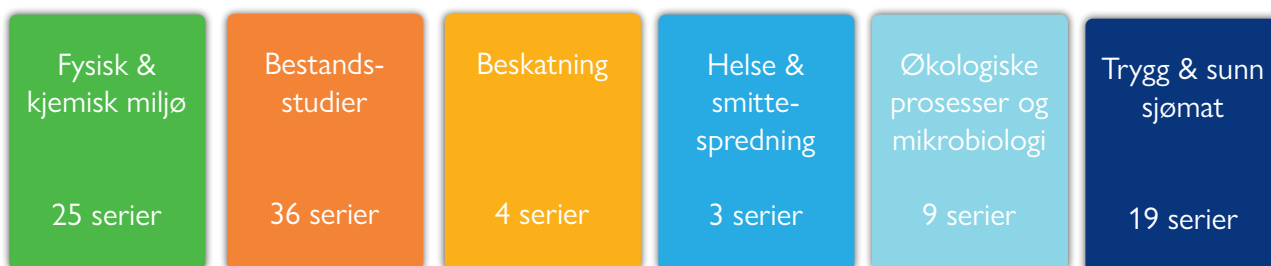 Fysisk &
kjemisk miljø
25 serier
Bestands-
studier
36 serier
Beskatning
4 serier
Helse &
smitte-
spredning
3 serier
Økologiske
prosesser og
mikrobiologi
9 serier
Trygg & sunn
sjømat
19 serier